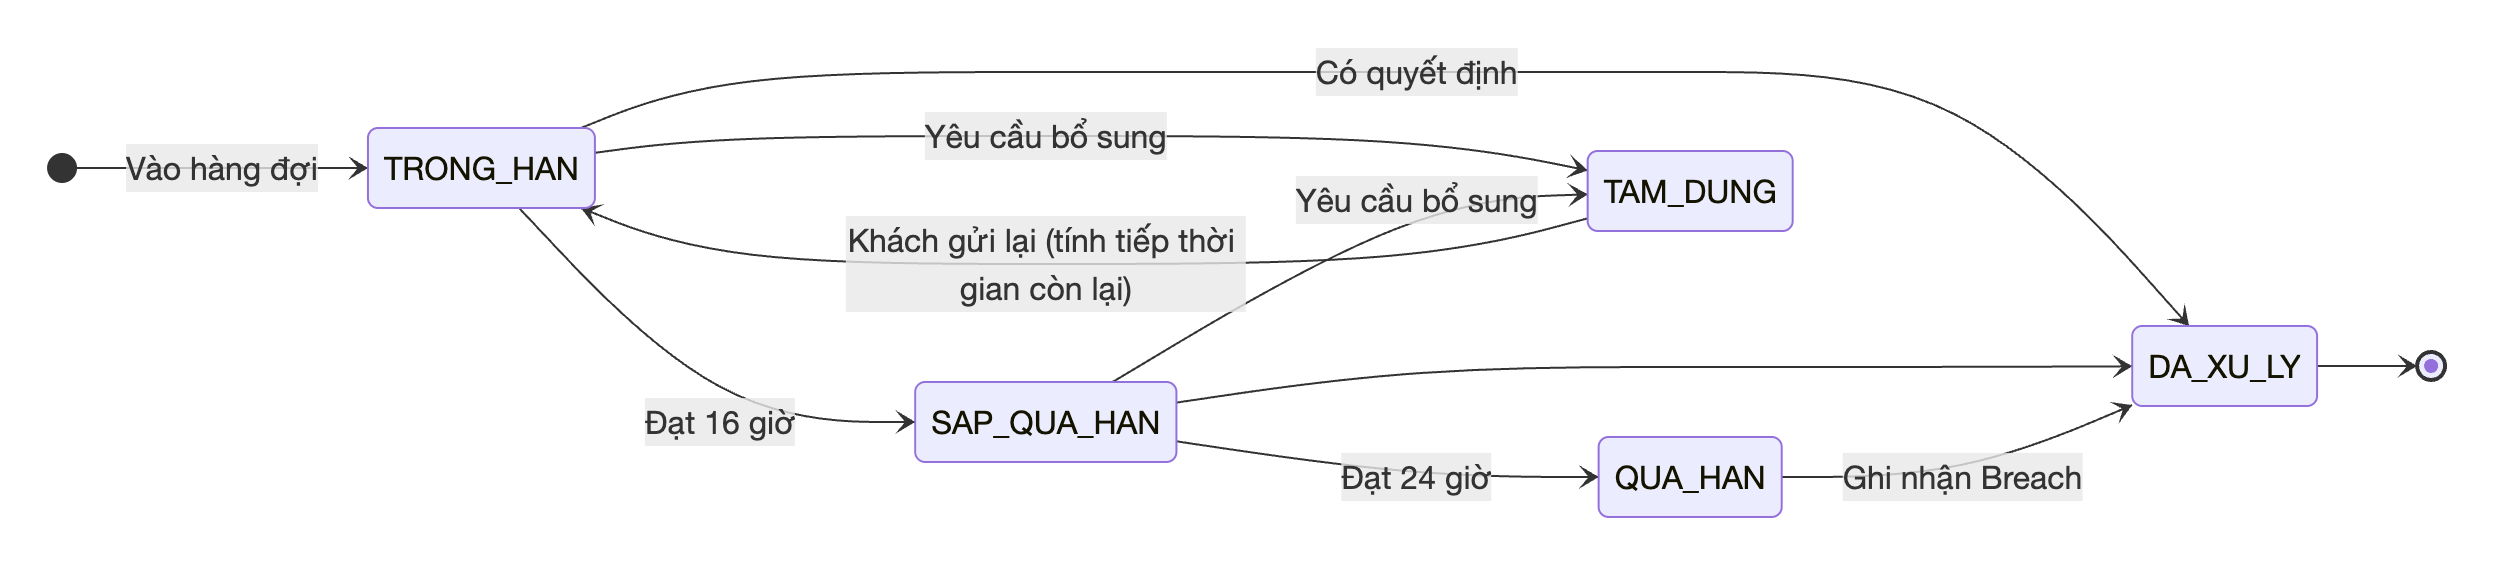 Có quyết định
Yêu cầu bổ sung
Vào hàng đợi
TRONG_HAN
TAM_DUNG
Yêu cầu bổ sung
Khách gửi lại (tính tiếp thời
gian còn lại)
DA_XU_LY
Đạt 16 giờ
SAP_QUA_HAN
Đạt 24 giờ
QUA_HAN
Ghi nhận Breach